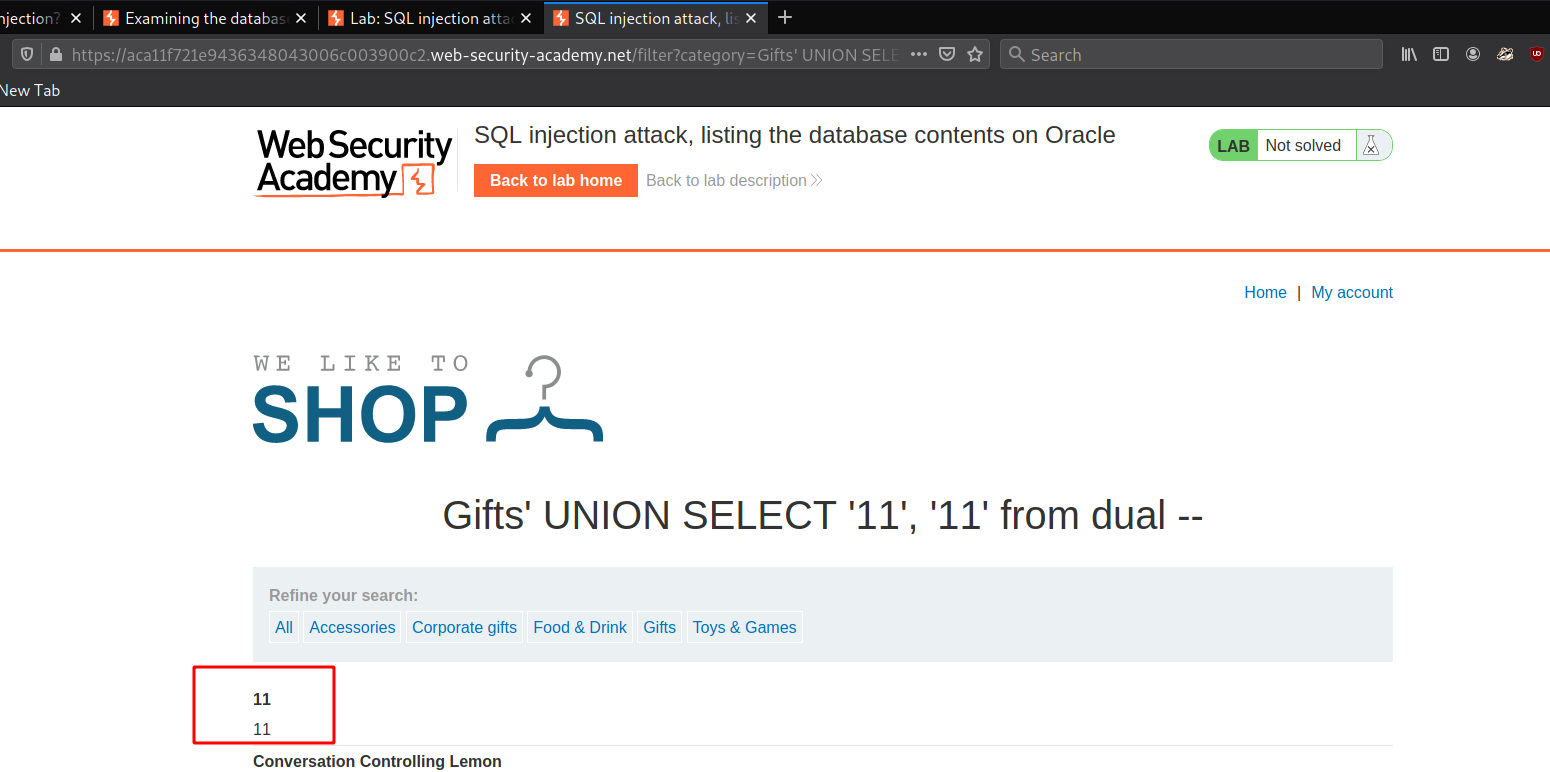 njection?
Examining the databas
Lab: SQL injection atta
SQL injection attack, lis
https://aca11f721e9436348043006c003900c2.web-security-academy.net/filter?category=Gifts' UNION SELE
Search
New Tab
WebSecurity
Academy
SQL injection attack, listing the database contents on Oracle
Back to lab home
Back to lab description
LAB
Not solved
Home | My account
WE LIKE TO
SHOP
Gifts' UNION SELECT '11', '11' from dual --
Refine your search:
All
Accessories
Corporate gifts
Food & Drink
Gifts
Toys & Games
11
11
Conversation Controlling Lemon